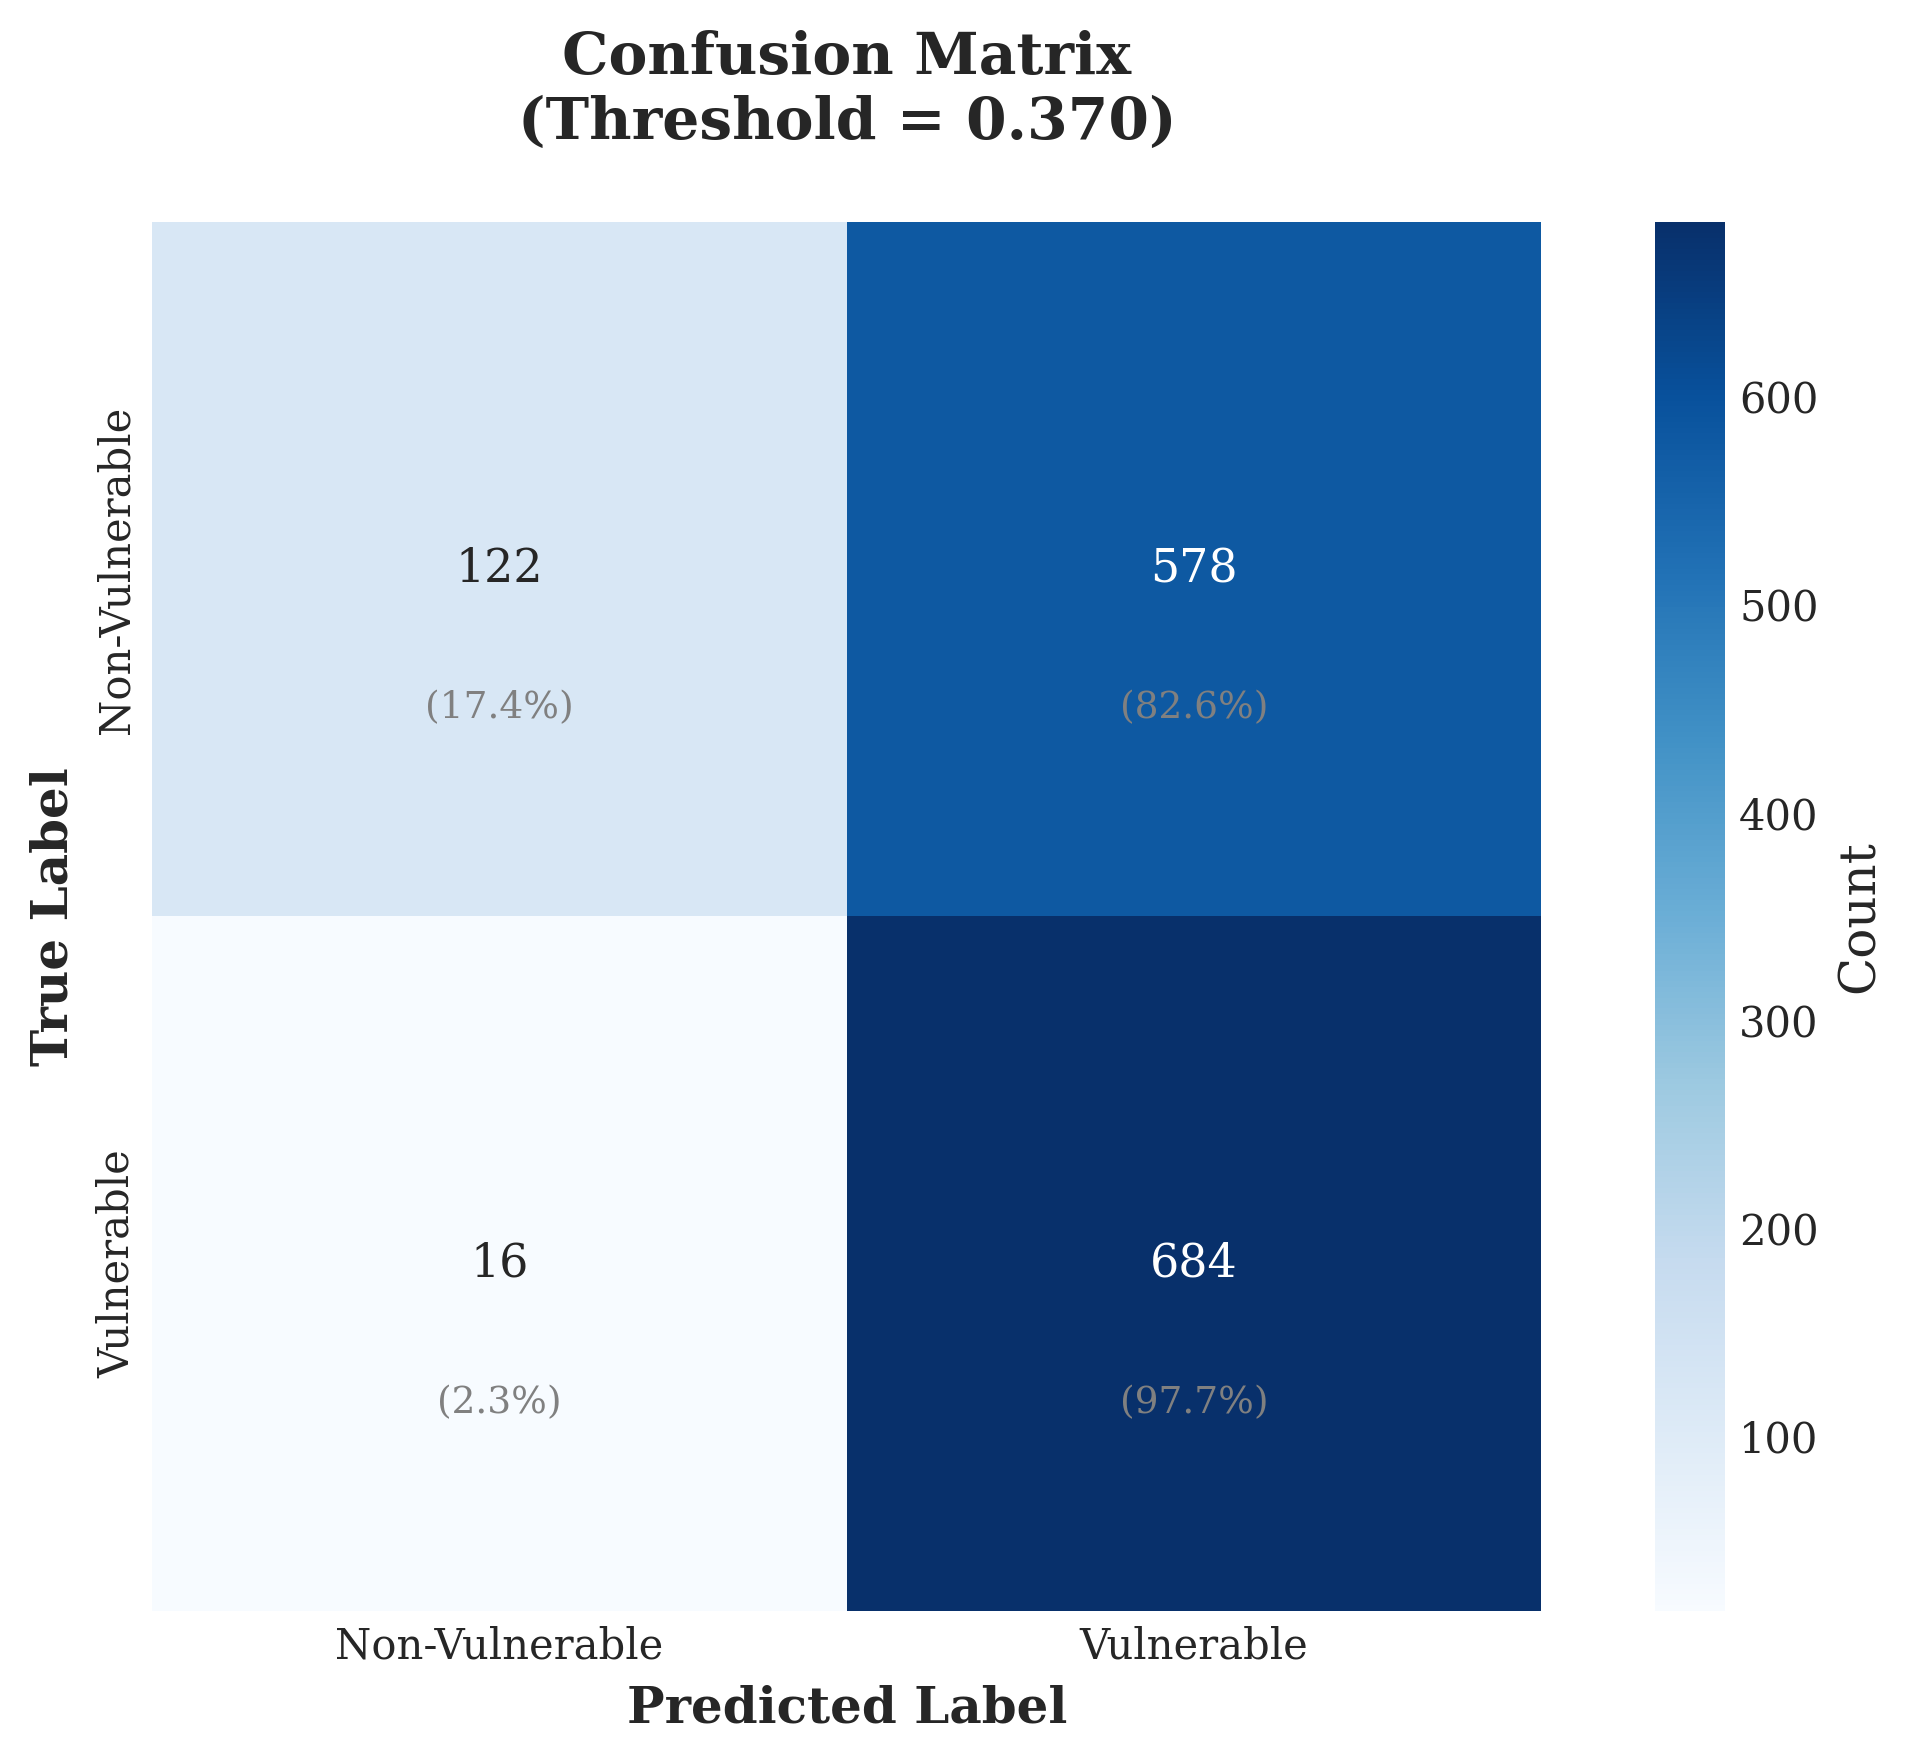 Confusion Matrix
(Threshold = 0.370)
True Label
Non-Vulnerable
122
578
(17.4%)
(82.6%)
Vulnerable
16
684
(2.3%)
(97.7%)
Non-Vulnerable
Vulnerable
Predicted Label
600
500
400
300
200
100
Count